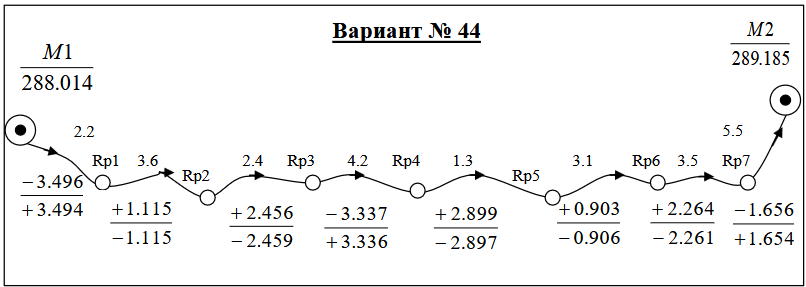 Вариант № 44
M1
288.014
M2
289.185
2.2
3.6
2.4
4.2
1.3
3.1
3.5
5.5
Rp1
Rp2
Rp3
Rp4
Rp5
Rp6
Rp7
−3.496
+3.494
+1.115
−1.115
+2.456
−2.459
−3.337
+3.336
+2.899
−2.897
+0.903
−0.906
+2.264
−2.261
−1.656
+1.654